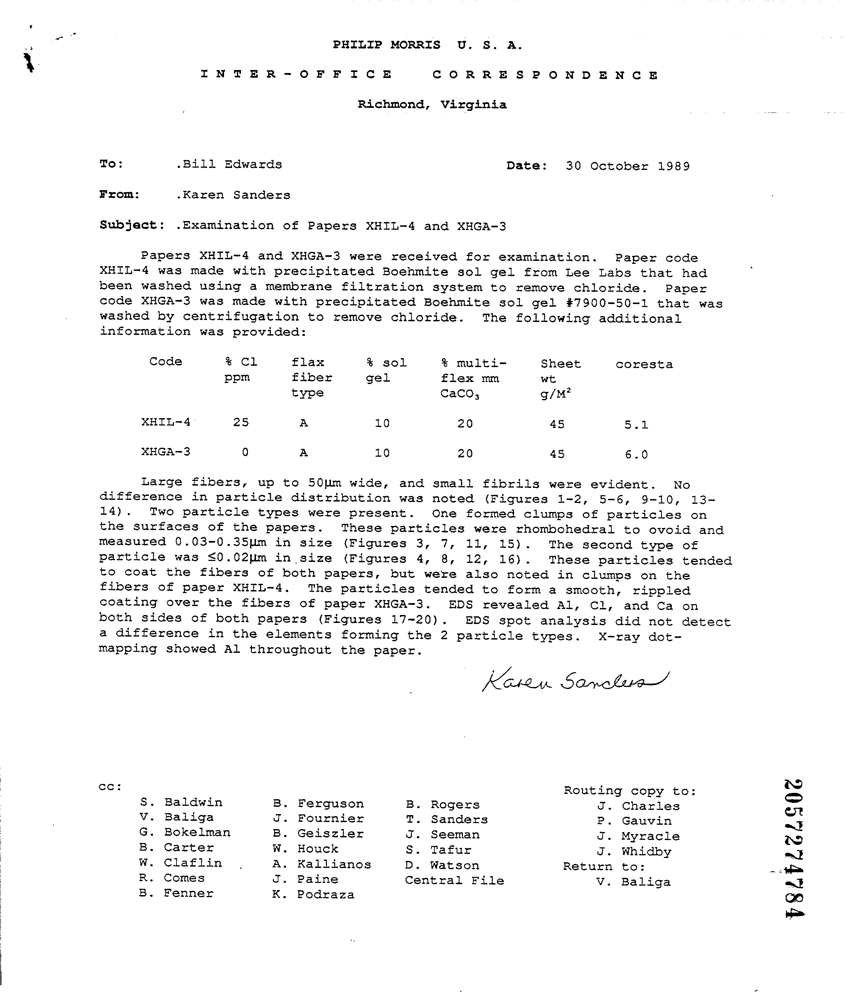 PHILIP MORRIS U. S. A.
INTER-OFFICE CORRESPONDENCE
Richmond, Virginia
To: .Bill Edwards Date: 30 October 1989
From: .Karen Sanders
Subject: .Examination of Papers XHIL-4 and XHGA-3
Papers XHIL-4 and XHGA-3 were received for examination. Paper code
XHIL-4 was made with precipitated Boehmite sol gel from Lee Labs that had
been washed using a membrane filtration system to remove chloride. Paper
code XHGA-3 was made with precipitated Boehmite sol gel #7900-50-1 that was
washed by centrifugation to remove chloride. The following additional
information was provided:
Code % Cl flax % sol % multi- Sheet coresta
ppm fiber gel flex mm wt
type CaCO₃ g/M²
XHIL-4 25 A 10 20 45 5.1
XHGA-3 0 A 10 20 45 6.0
Large fibers, up to 50µm wide, and small fibrils were evident. No
difference in particle distribution was noted (Figures 1-2, 5-6, 9-10, 13-
14). Two particle types were present. One formed clumps of particles on
the surfaces of the papers. These particles were rhombohedral to ovoid and
measured 0.03-0.35µm in size (Figures 3, 7, 11, 15). The second type of
particle was ≤0.02µm in size (Figures 4, 8, 12, 16). These particles tended
to coat the fibers of both papers, but were also noted in clumps on the
fibers of paper XHIL-4. The particles tended to form a smooth, rippled
coating over the fibers of paper XHGA-3. EDS revealed Al, Cl, and Ca on
both sides of both papers (Figures 17-20). EDS spot analysis did not detect
a difference in the elements forming the 2 particle types. X-ray dot-
mapping showed Al throughout the paper.
Karen Sanders
cc:
S. Baldwin B. Ferguson B. Rogers Routing copy to:
V. Baliga J. Fournier T. Sanders J. Charles
G. Bokelman B. Geiszler J. Seeman P. Gauvin
B. Carter W. Houck S. Tafur J. Myracle
W. Claflin A. Kallianos D. Watson J. Whidby
R. Comes J. Paine Central File Return to:
B. Fenner K. Podraza V. Baliga
2057274784